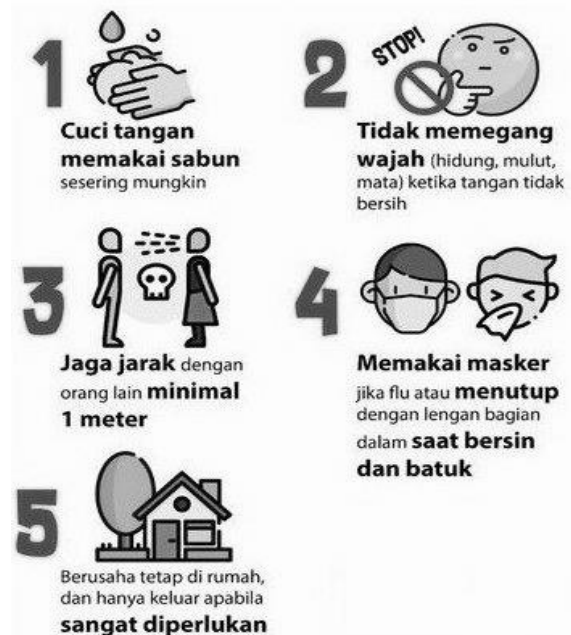 1
Cuci tangan
memakai sabun
sesering mungkin
2
STOP!
Tidak memegang
wajah (hidung, mulut,
mata) ketika tangan tidak
bersih
3
Jaga jarak dengan
orang lain minimal
1 meter
4
Memakai masker
jika flu atau menutup
dengan lengan bagian
dalam saat bersin
dan batuk
5
Berusaha tetap di rumah,
dan hanya keluar apabila
sangat diperlukan